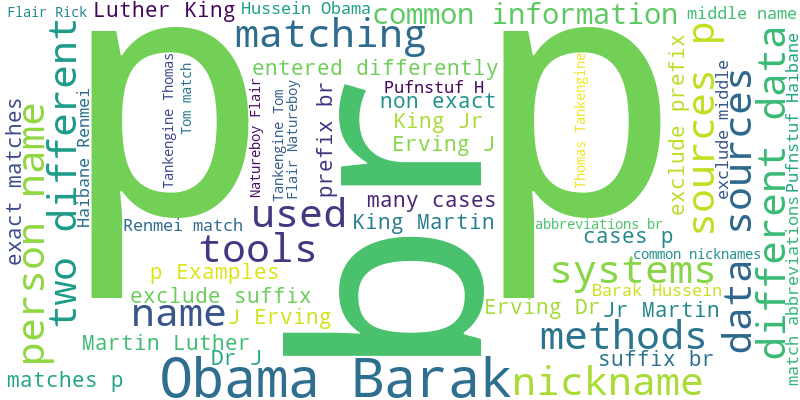 Flair Rick
Luther King
Hussein Obama
common information
middle name
matching
p
p
entered differently
Pufnstuf H
non exact
King Jr
Erving J
exact matches
person name
two different
Haibane Renmei
Tankengine Thomas
Tom match
Natureboy Flair
Tankengine Tom
Flair Natureboy
prefix br
br
Thomas Tankengine
exclude prefix
sources p
exclude middle
data sources
different data
Pufnstuf Haibane
match abbreviations
many cases
used
King Martin
Renmei match
abbreviations br
cases p
common nicknames
tools
p Examples
systems
exclude suffix
Barak Hussein
name
J Erving
Erving Dr
Jr Martin
Martin Luther
Dr J
methods
suffix br
matches p
Obama Barak
nickname